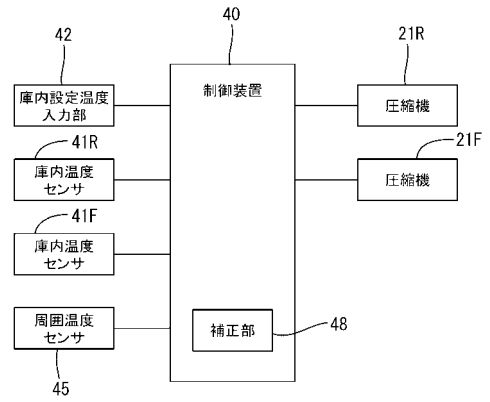 42
40
21R
庫内設定温度
入力部
制御装置
圧縮機
41R
庫内温度
センサ
21F
圧縮機
41F
庫内温度
センサ
周囲温度
センサ
45
補正部
48